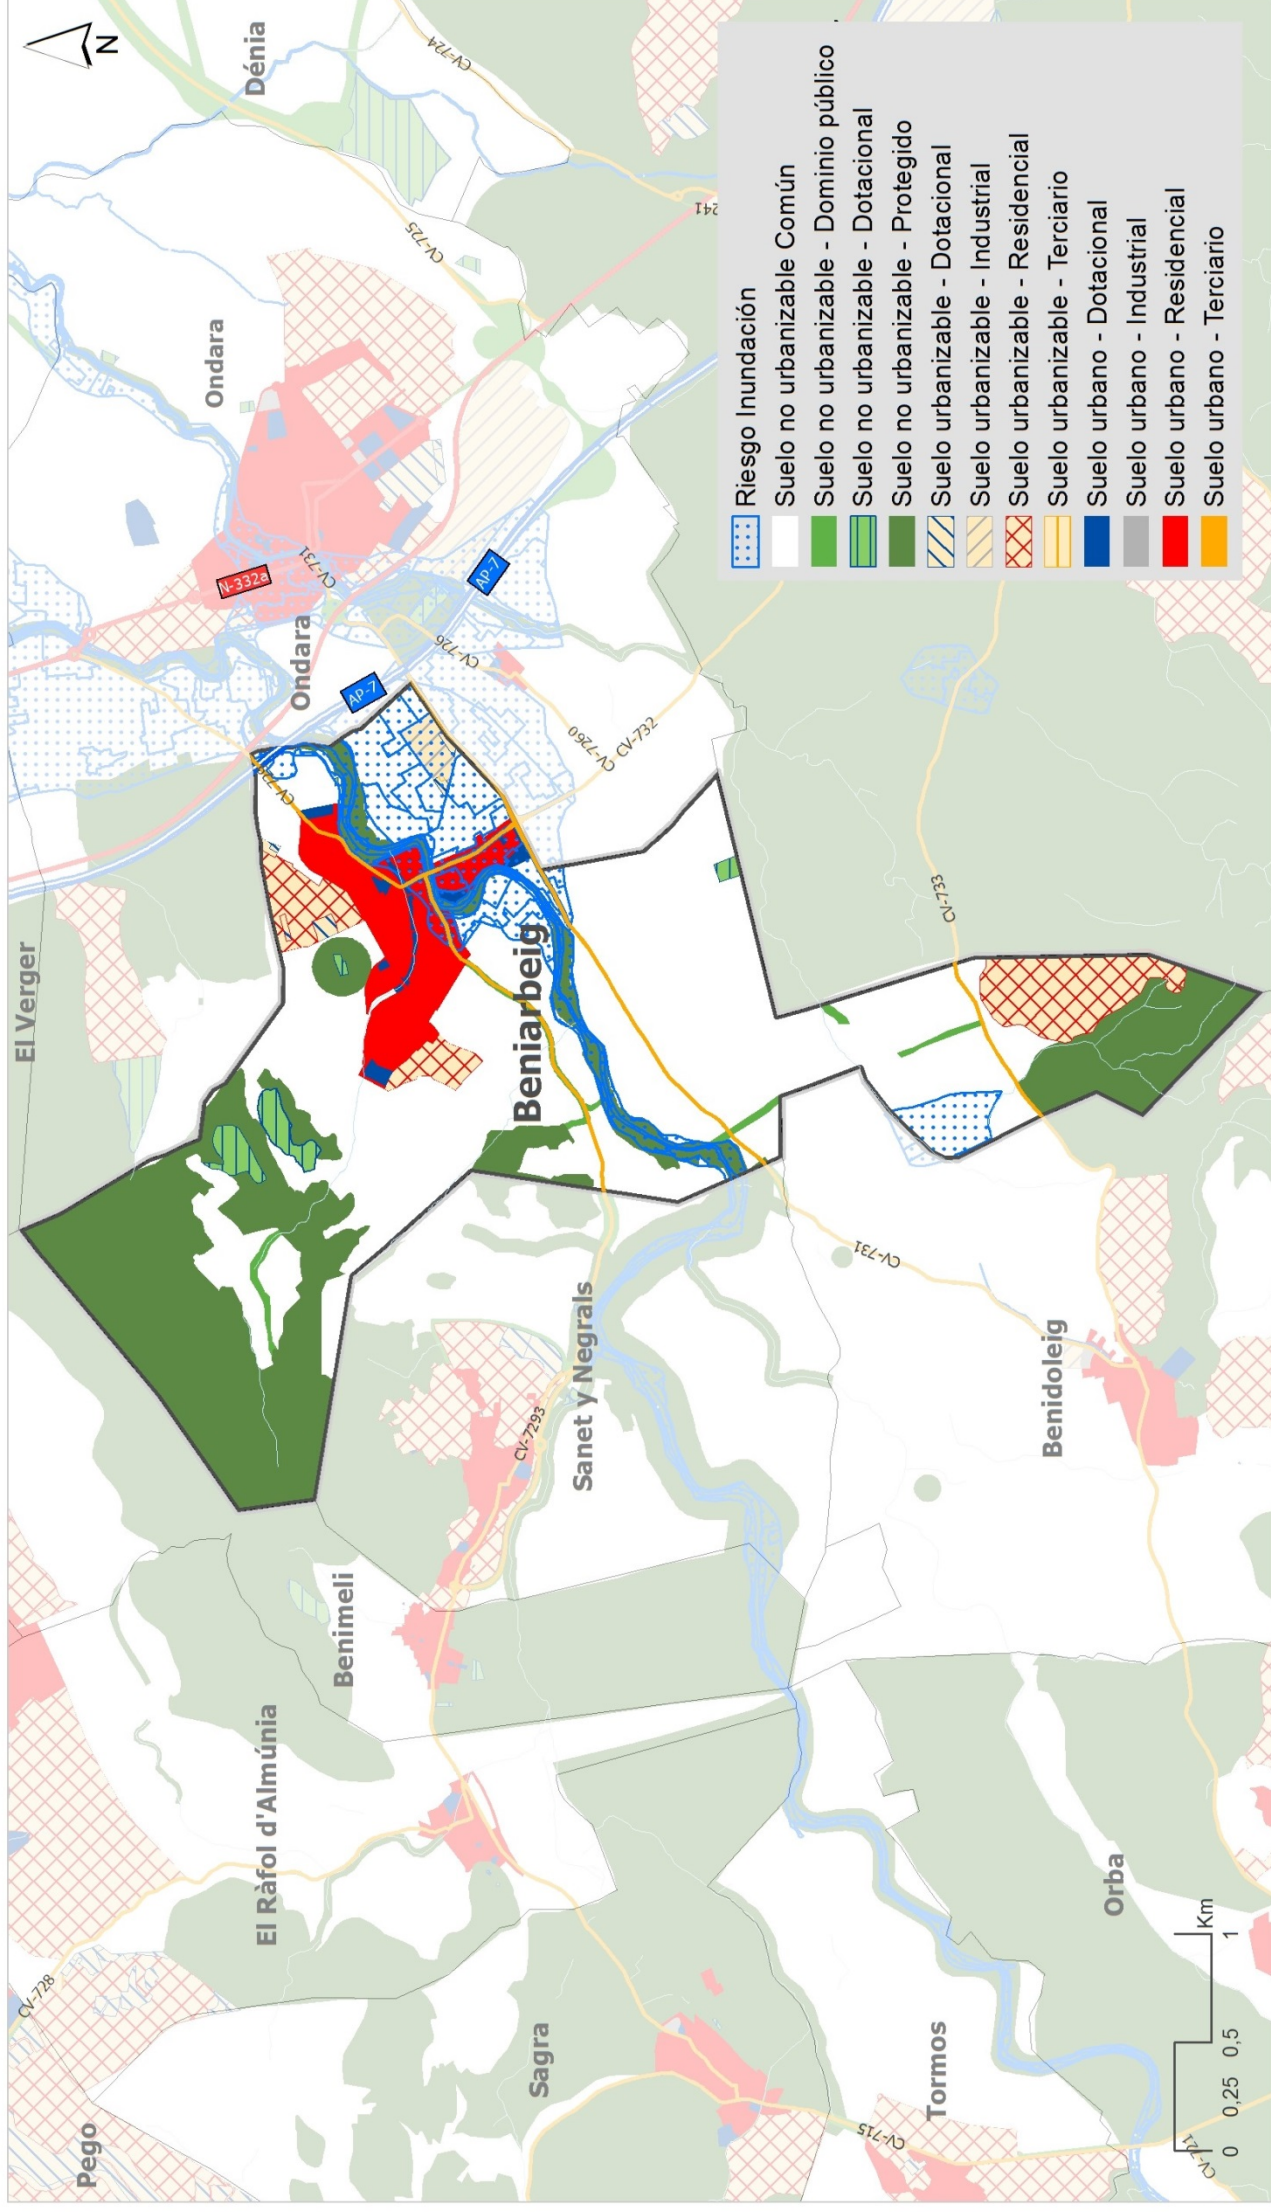 N
Dénia
CV-724
CV-725
Ondara
El Verger
N-332a
CV-731
Ondara
AP-7
AP-7
CV-726
CV-7260
CV-732
Beniarbeig
CV-733
CV-731
Sanet y Negrals
CV-7293
Benidoleig
Benimeli
El Ràfol d'Almúnia
CV-728
Pego
Sagra
Tormos
CV-715
Orba
0 0,25 0,5 1
Km
Riesgo Inundación
Suelo no urbanizable Común
Suelo no urbanizable - Dominio público
Suelo no urbanizable - Dotacional
Suelo no urbanizable - Protegido
Suelo urbanizable - Dotacional
Suelo urbanizable - Industrial
Suelo urbanizable - Residencial
Suelo urbanizable - Terciario
Suelo urbano - Dotacional
Suelo urbano - Industrial
Suelo urbano - Residencial
Suelo urbano - Terciario